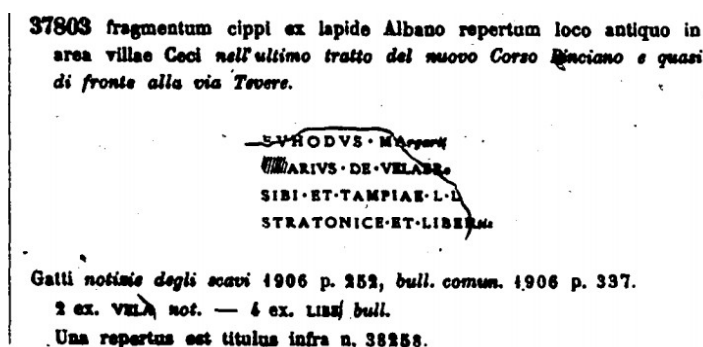 37803 fragmentum cippi ex lapide Albano repertum loco antiquo in
area villae Ceci nell'ultimo tratto del nuovo Corso Pinciano e quasi
di fronte alla via Tevere.
EVHODVS · MArgarit
ARIVS · DE · VELABRo
SIBI · ET · TAMPIAE · L · L
STRATONICE · ET · LIBERtis
Gatti notizie degli scavi 1906 p. 252, bull. comun. 1906 p. 337.
2 ex. VELA not. — 4 ex. LIBE bull.
Una repertus est titulus infra n. 38258.